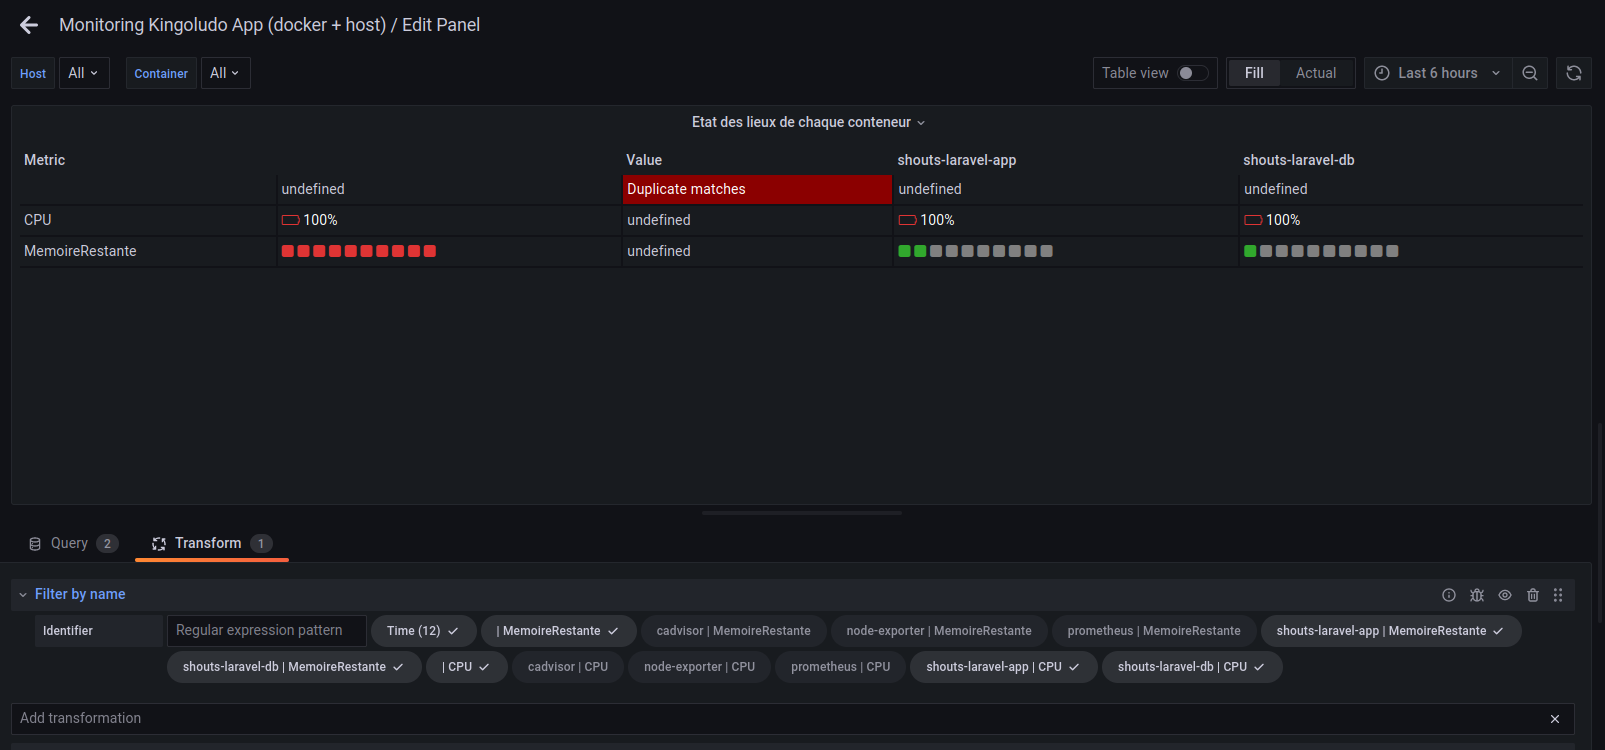 Monitoring Kingoludo App (docker + host) / Edit Panel
Host All Container All Table view Fill Actual Last 6 hours
Etat des lieux de chaque conteneur
Metric Value shouts-laravel-app shouts-laravel-db
undefined Duplicate matches undefined undefined
CPU 100% undefined 100% 100%
MemoireRestante undefined
Query 2 Transform 1
Filter by name
Identifier Regular expression pattern Time (12) | MemoireRestante cadvisor | MemoireRestante node-exporter | MemoireRestante prometheus | MemoireRestante shouts-laravel-app | MemoireRestante
shouts-laravel-db | MemoireRestante | CPU cadvisor | CPU node-exporter | CPU prometheus | CPU shouts-laravel-app | CPU shouts-laravel-db | CPU
Add transformation